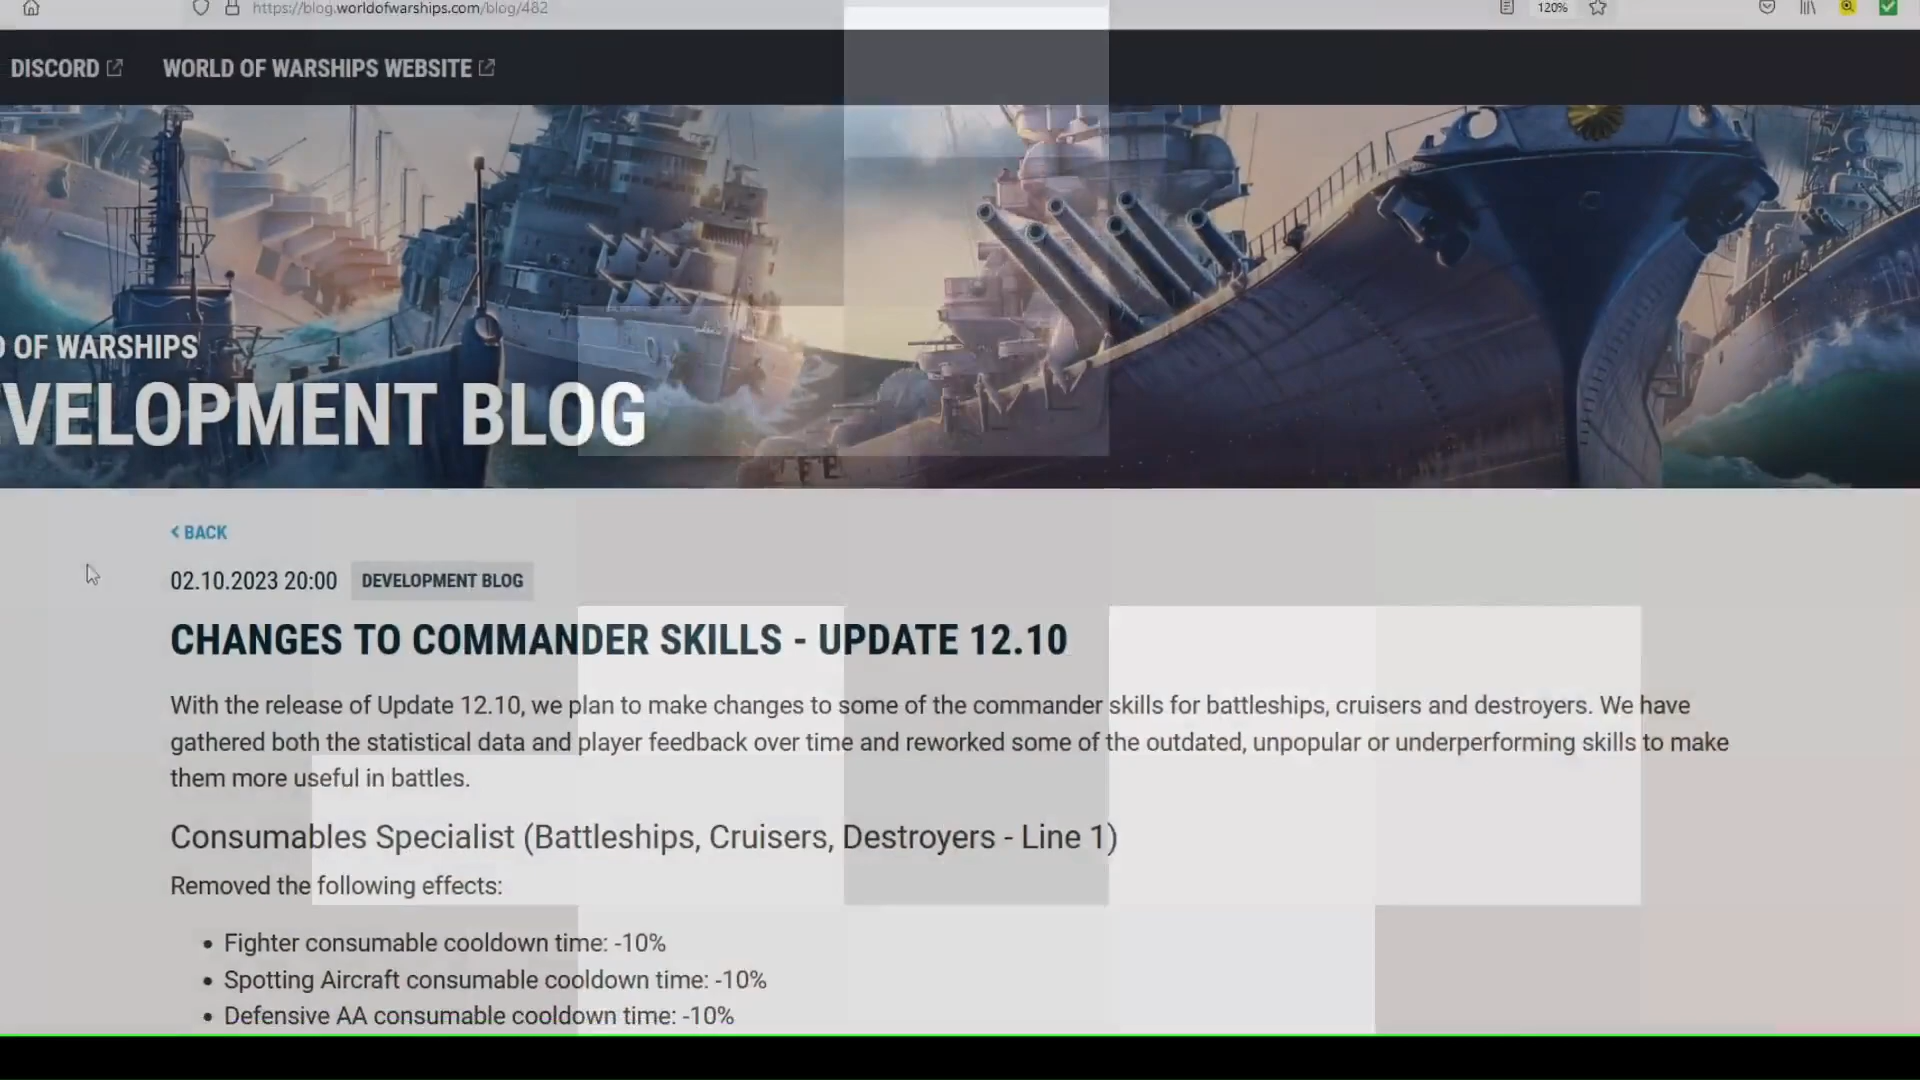 https://blog.worldofwarships.com/blog/482
120%
DISCORD
WORLD OF WARSHIPS WEBSITE
OF WARSHIPS
VELOPMENT BLOG
BACK
02.10.2023 20:00 DEVELOPMENT BLOG
CHANGES TO COMMANDER SKILLS - UPDATE 12.10
With the release of Update 12.10, we plan to make changes to some of the commander skills for battleships, cruisers and destroyers. We have
gathered both the statistical data and player feedback over time and reworked some of the outdated, unpopular or underperforming skills to make
them more useful in battles.
Consumables Specialist (Battleships, Cruisers, Destroyers - Line 1)
Removed the following effects:
• Fighter consumable cooldown time: -10%
• Spotting Aircraft consumable cooldown time: -10%
• Defensive AA consumable cooldown time: -10%